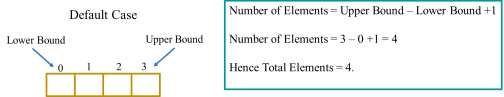 Default Case
Lower Bound
Upper Bound
0 1 2 3
Number of Elements = Upper Bound – Lower Bound +1
Number of Elements = 3 – 0 +1 = 4
Hence Total Elements = 4.